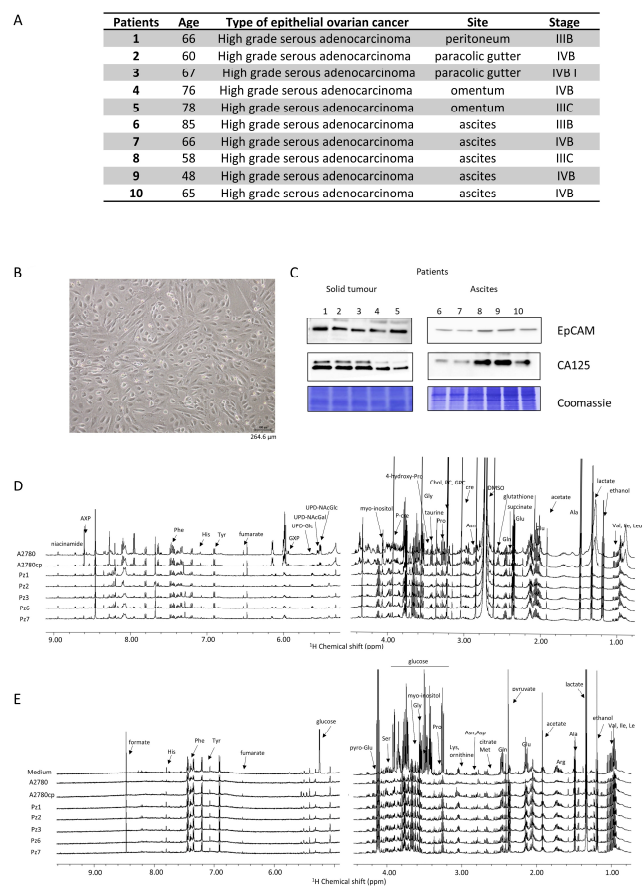 A
Patients Age Type of epithelial ovarian cancer Site Stage
1 66 High grade serous adenocarcinoma peritoneum IIIB
2 60 High grade serous adenocarcinoma paracolic gutter IVB
3 67 High grade serous adenocarcinoma paracolic gutter IVB I
4 76 High grade serous adenocarcinoma omentum IVB
5 78 High grade serous adenocarcinoma omentum IIIC
6 85 High grade serous adenocarcinoma ascites IIIB
7 66 High grade serous adenocarcinoma ascites IVB
8 58 High grade serous adenocarcinoma ascites IIIC
9 48 High grade serous adenocarcinoma ascites IVB
10 65 High grade serous adenocarcinoma ascites IVB
B
264.6 µm
C
Patients
Solid tumour Ascites
1 2 3 4 5 6 7 8 9 10
EpCAM
CA125
Coomassie
D
niacinamide
AXP
Phe
His
Tyr
fumarate
GXP
UPD-Glc
UPD-NAcGal
UPD-NAcGlc
myo-inositol
P-cre
4-hydroxy-Pro
Gly
taurine
Pro
cre
Asp
DMSO
glutathione
succinate
Glu
Gln
Glu
acetate
Ala
lactate
ethanol
Val, Ile, Leu
A2780
A2780cp
Pz1
Pz2
Pz3
Pz6
Pz7
9.00 8.00 7.00 6.00 4.00 3.00 2.00 1.00
¹H Chemical shift (ppm)
E
formate
His
Phe
Tyr
fumarate
glucose
pyro-Glu
Ser
glucose
myo-inositol
Gly
Pro
Lys, ornithine
Asn, Asp
citrate
Met
Gln
pyruvate
Glu
acetate
Arg
Ala
lactate
ethanol
Val, Ile, Le
Medium
A2780
A2780cp
Pz1
Pz2
Pz3
Pz6
Pz7
9.00 8.00 7.00 6.00 4.00 3.00 2.00 1.00
¹H Chemical shift (ppm)